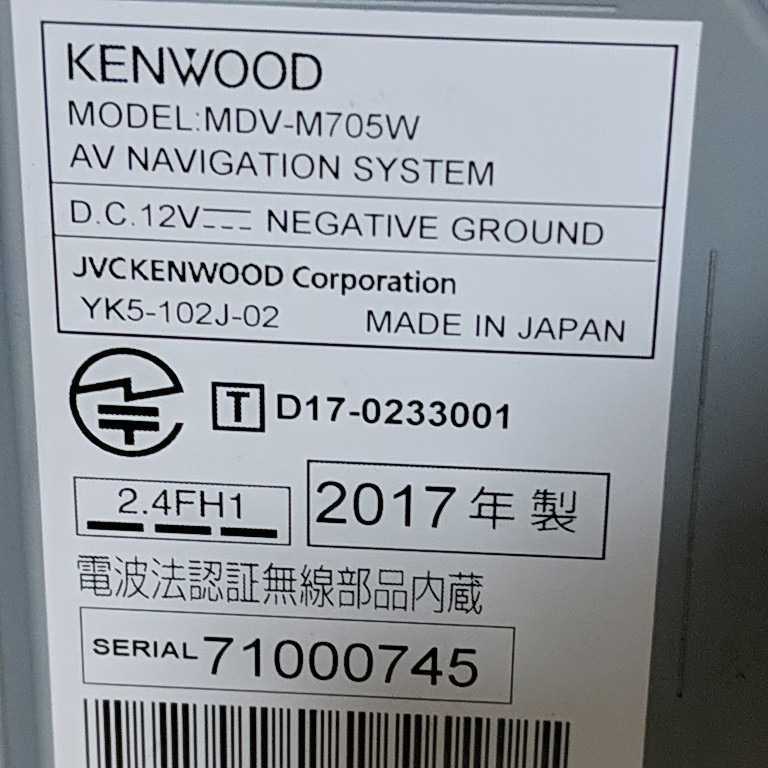 KENWOOD
MODEL:MDV-M705W
AV NAVIGATION SYSTEM
D.C.12V NEGATIVE GROUND
JVCKENWOOD Corporation
YK5-102J-02 MADE IN JAPAN
T D17-0233001
2.4FH1 2017年製
電波法認証無線部品内蔵
SERIAL 71000745